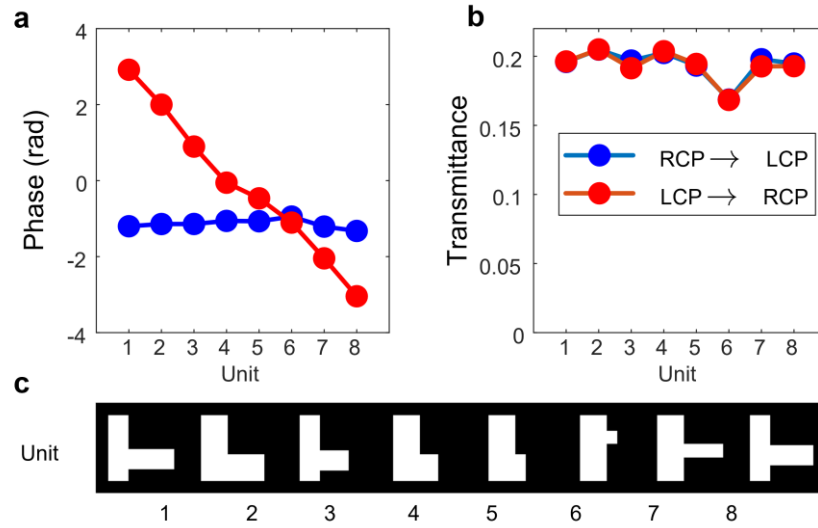 a
4
2
0
-2
-4
Phase (rad)
1 2 3 4 5 6 7 8
Unit
b
0.2
0.15
0.1
0.05
0
Transmittance
RCP → LCP
LCP → RCP
1 2 3 4 5 6 7 8
Unit
c
Unit
1 2 3 4 5 6 7 8